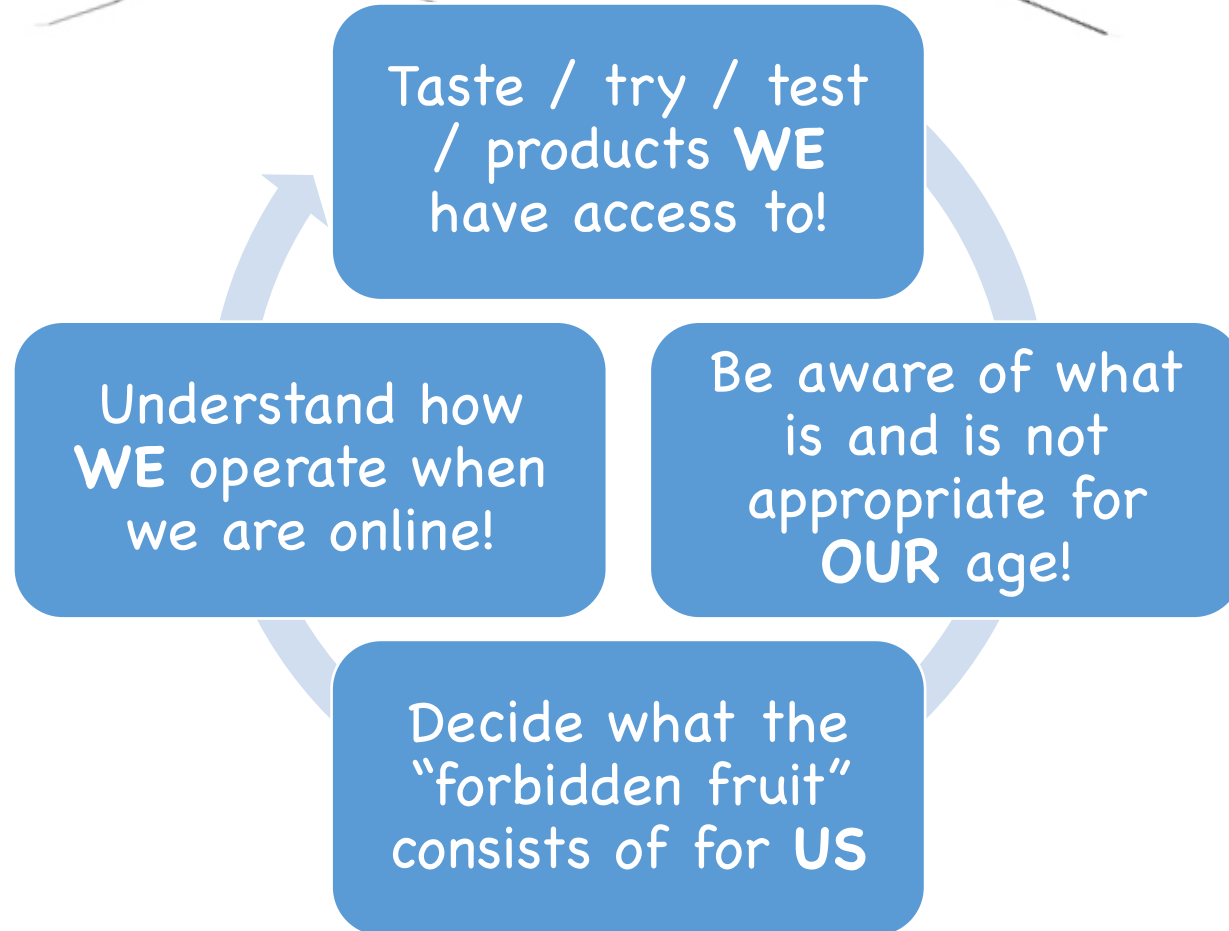 Taste / try / test
/ products WE
have access to!
Be aware of what
is and is not
appropriate for
OUR age!
Decide what the
“forbidden fruit”
consists of for US
Understand how
WE operate when
we are online!